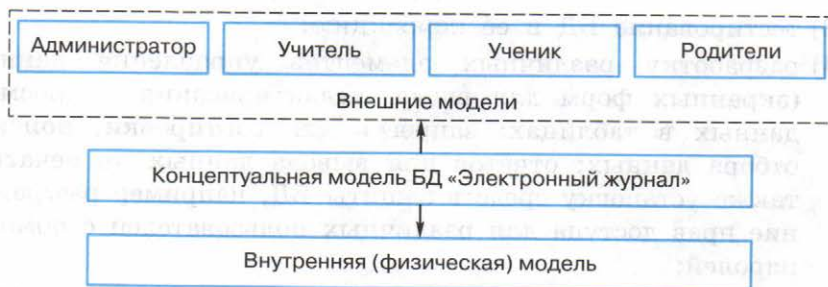 Администратор Учитель Ученик Родители
Внешние модели
Концептуальная модель БД «Электронный журнал»
Внутренняя (физическая) модель